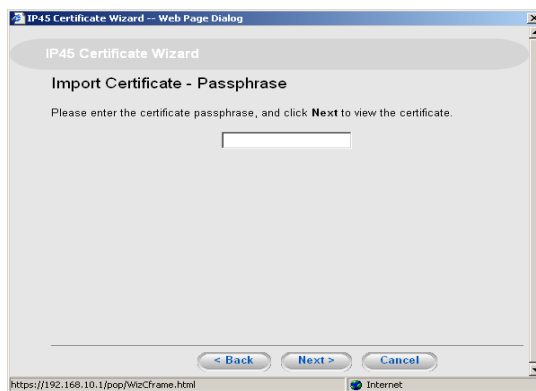 IP45 Certificate Wizard -- Web Page Dialog
IP45 Certificate Wizard
Import Certificate - Passphrase
Please enter the certificate passphrase, and click Next to view the certificate.
< Back Next > Cancel
https://192.168.10.1/pop/WizCframe.html Internet